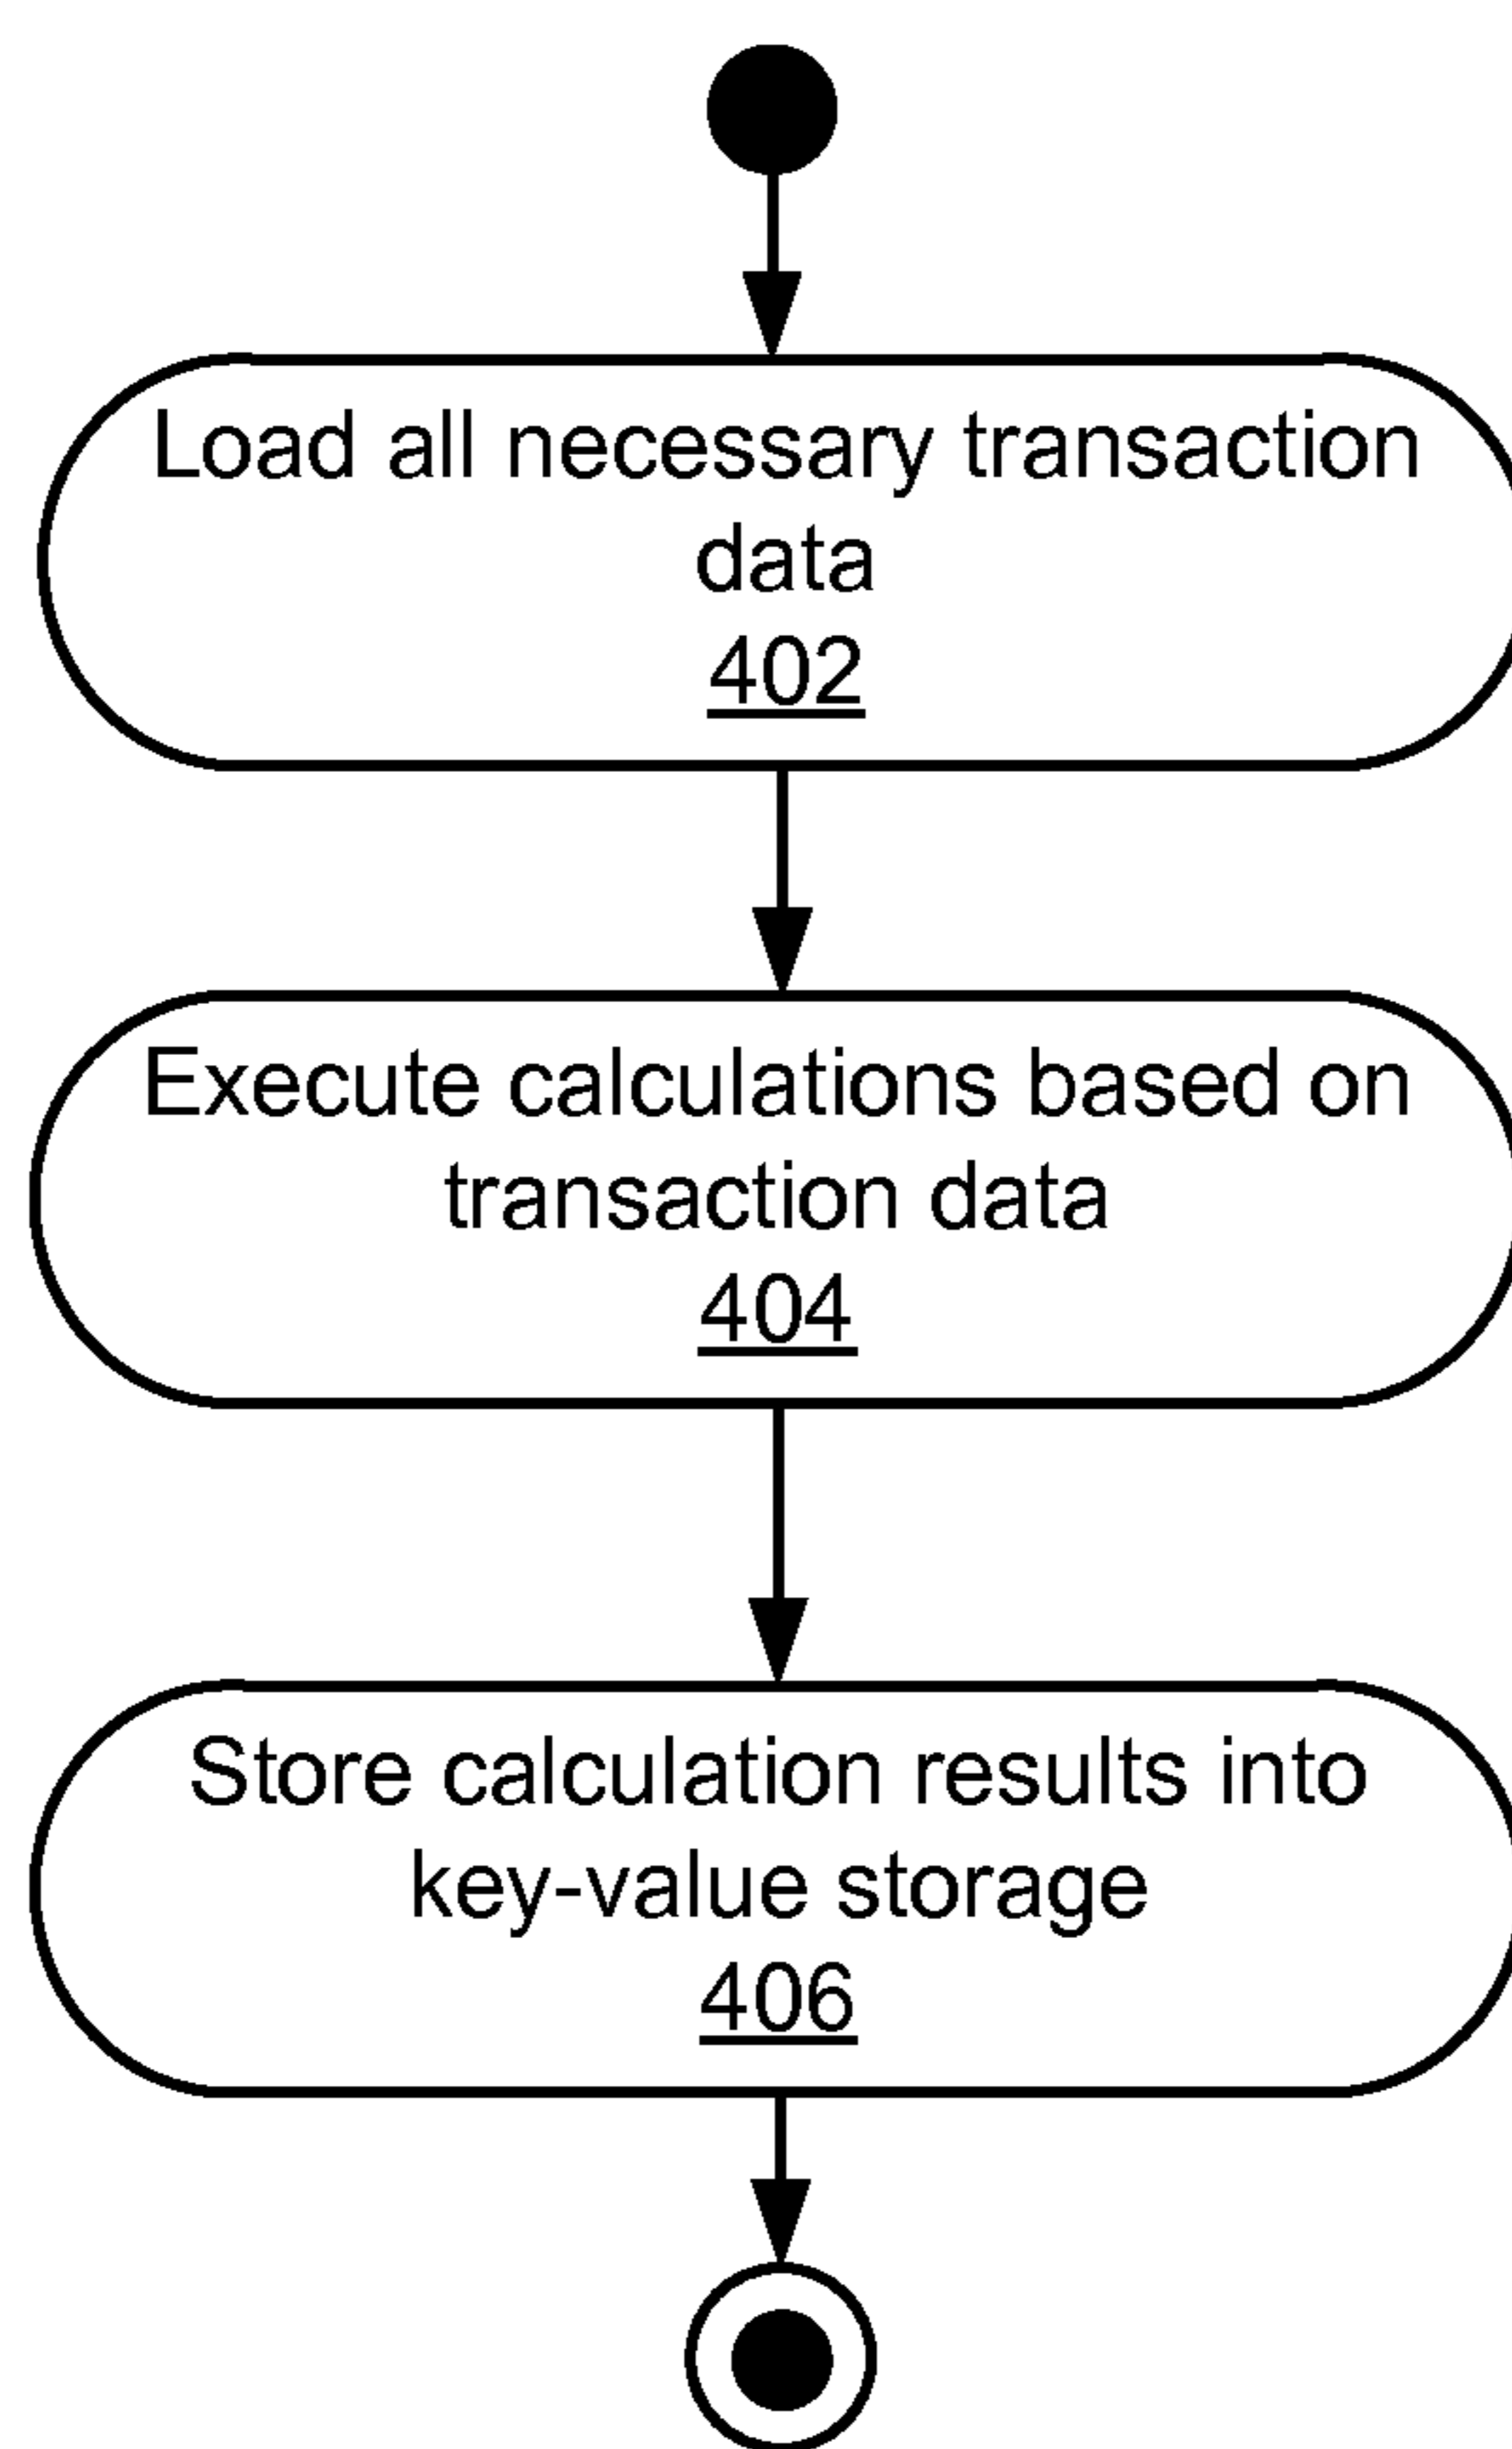 Load all necessary transaction
data
402
Execute calculations based on
transaction data
404
Store calculation results into
key-value storage
406